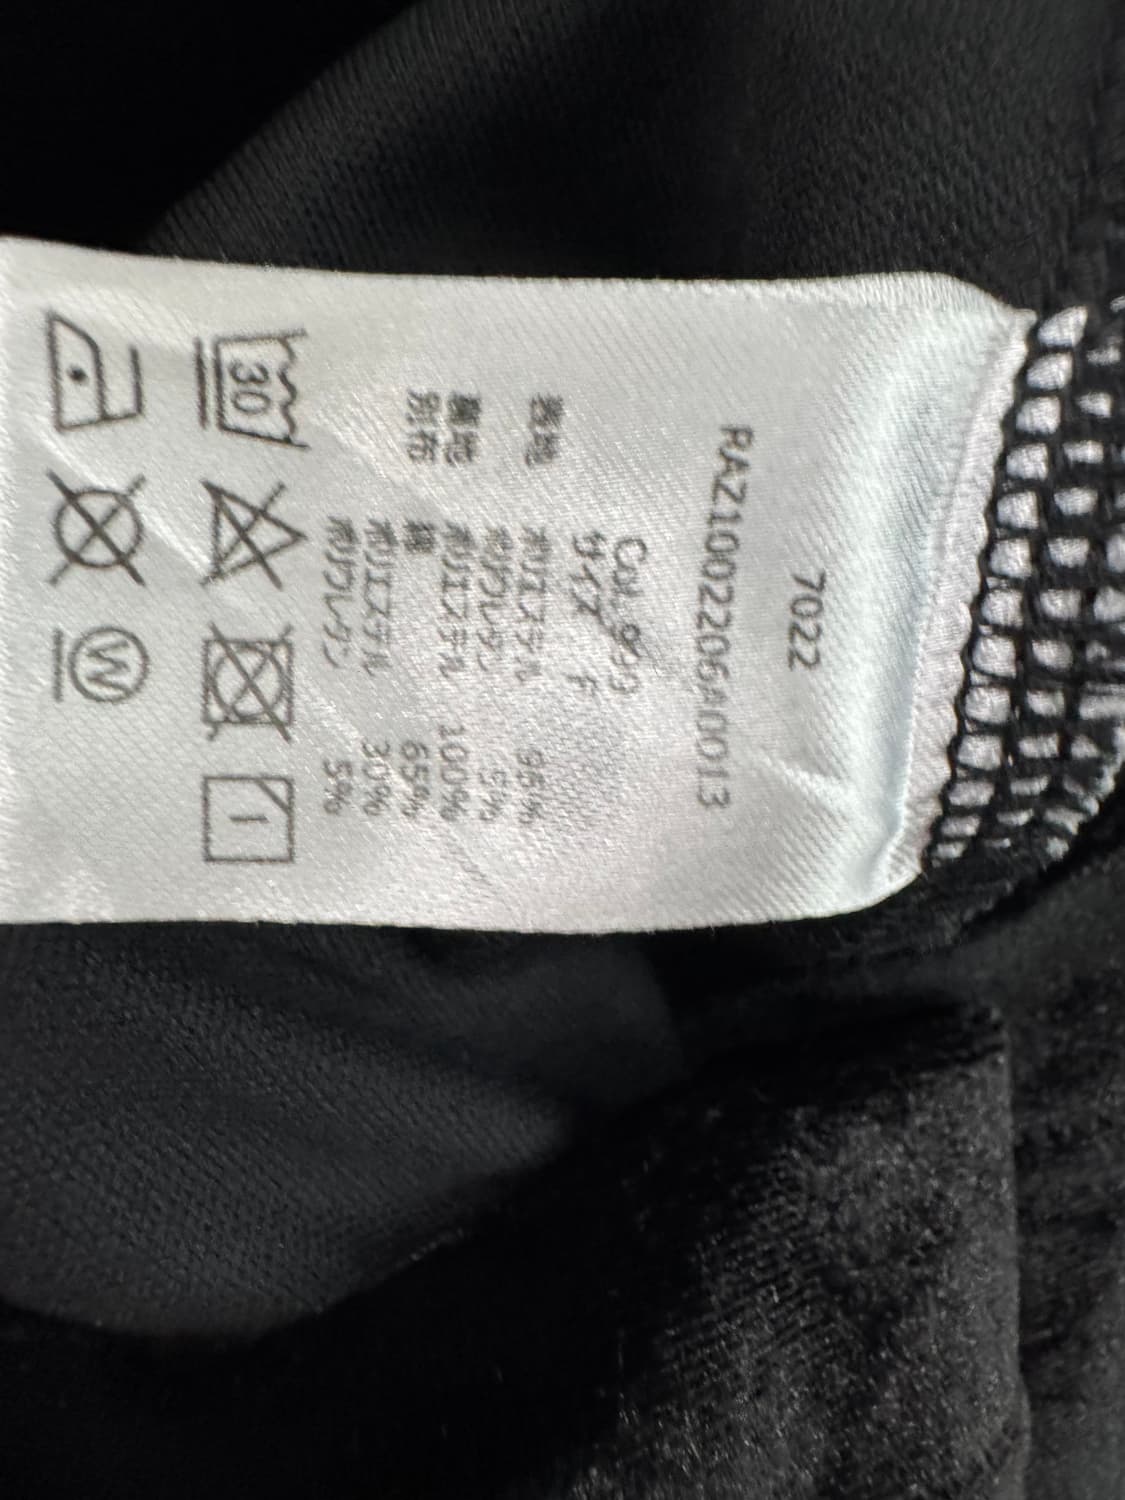 7022
RAZ10022206A0013
Col. 999
サイズ F
表地 ポリエステル 95%
ポリウレタン 5%
裏地 ポリエステル 100%
別布 綿 65%
ポリエステル 30%
ポリウレタン 5%
30
W